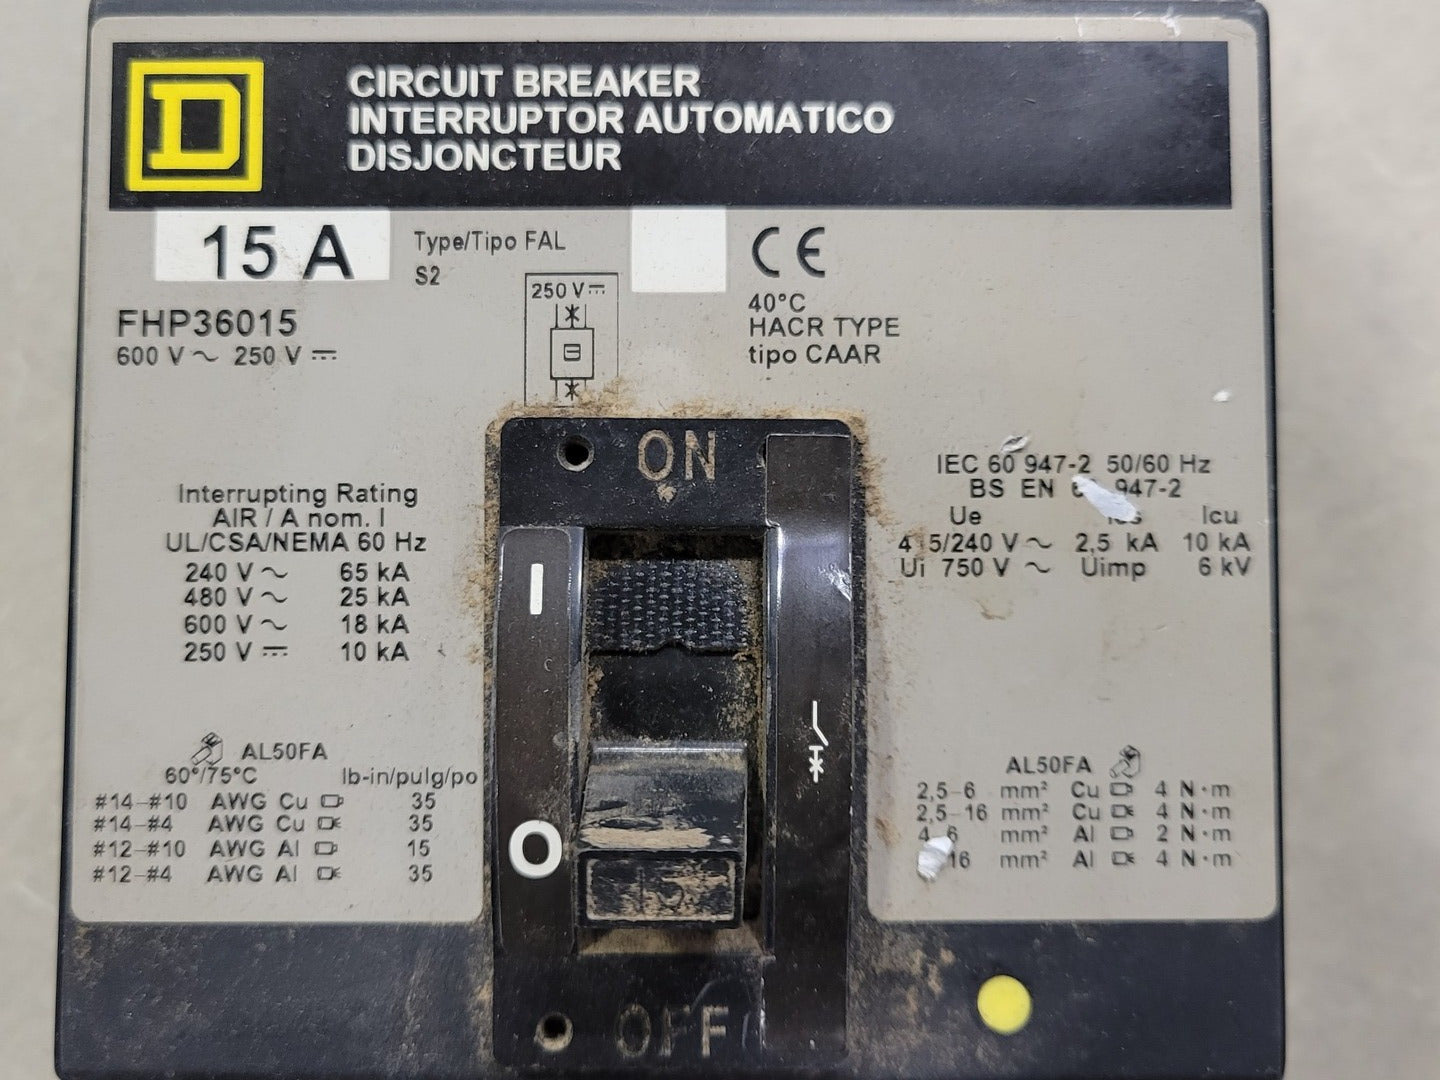 D
CIRCUIT BREAKER
INTERRUPTOR AUTOMATICO
DISJONCTEUR
15 A
Type/Tipo FAL
S2
FHP36015
600 V ~ 250 V ⎓
250 V ⎓
CE
40°C
HACR TYPE
tipo CAAR
Interrupting Rating
AIR / A nom. I
UL/CSA/NEMA 60 Hz
240 V ~ 65 kA
480 V ~ 25 kA
600 V ~ 18 kA
250 V ⎓ 10 kA
AL50FA
60°/75°C lb-in/pulg/po
#14-#10 AWG Cu 35
#14-#4 AWG Cu 35
#12-#10 AWG Al 15
#12-#4 AWG Al 35
ON
I
O
15
OFF
IEC 60 947-2 50/60 Hz
BS EN 947-2
Ue Icu
/240 V ~ 2,5 kA 10 kA
Ui 750 V ~ Uimp 6 kV
AL50FA
2,5-6 mm² Cu 4 N·m
2,5-16 mm² Cu 4 N·m
4-6 mm² Al 2 N·m
16 mm² Al 4 N·m